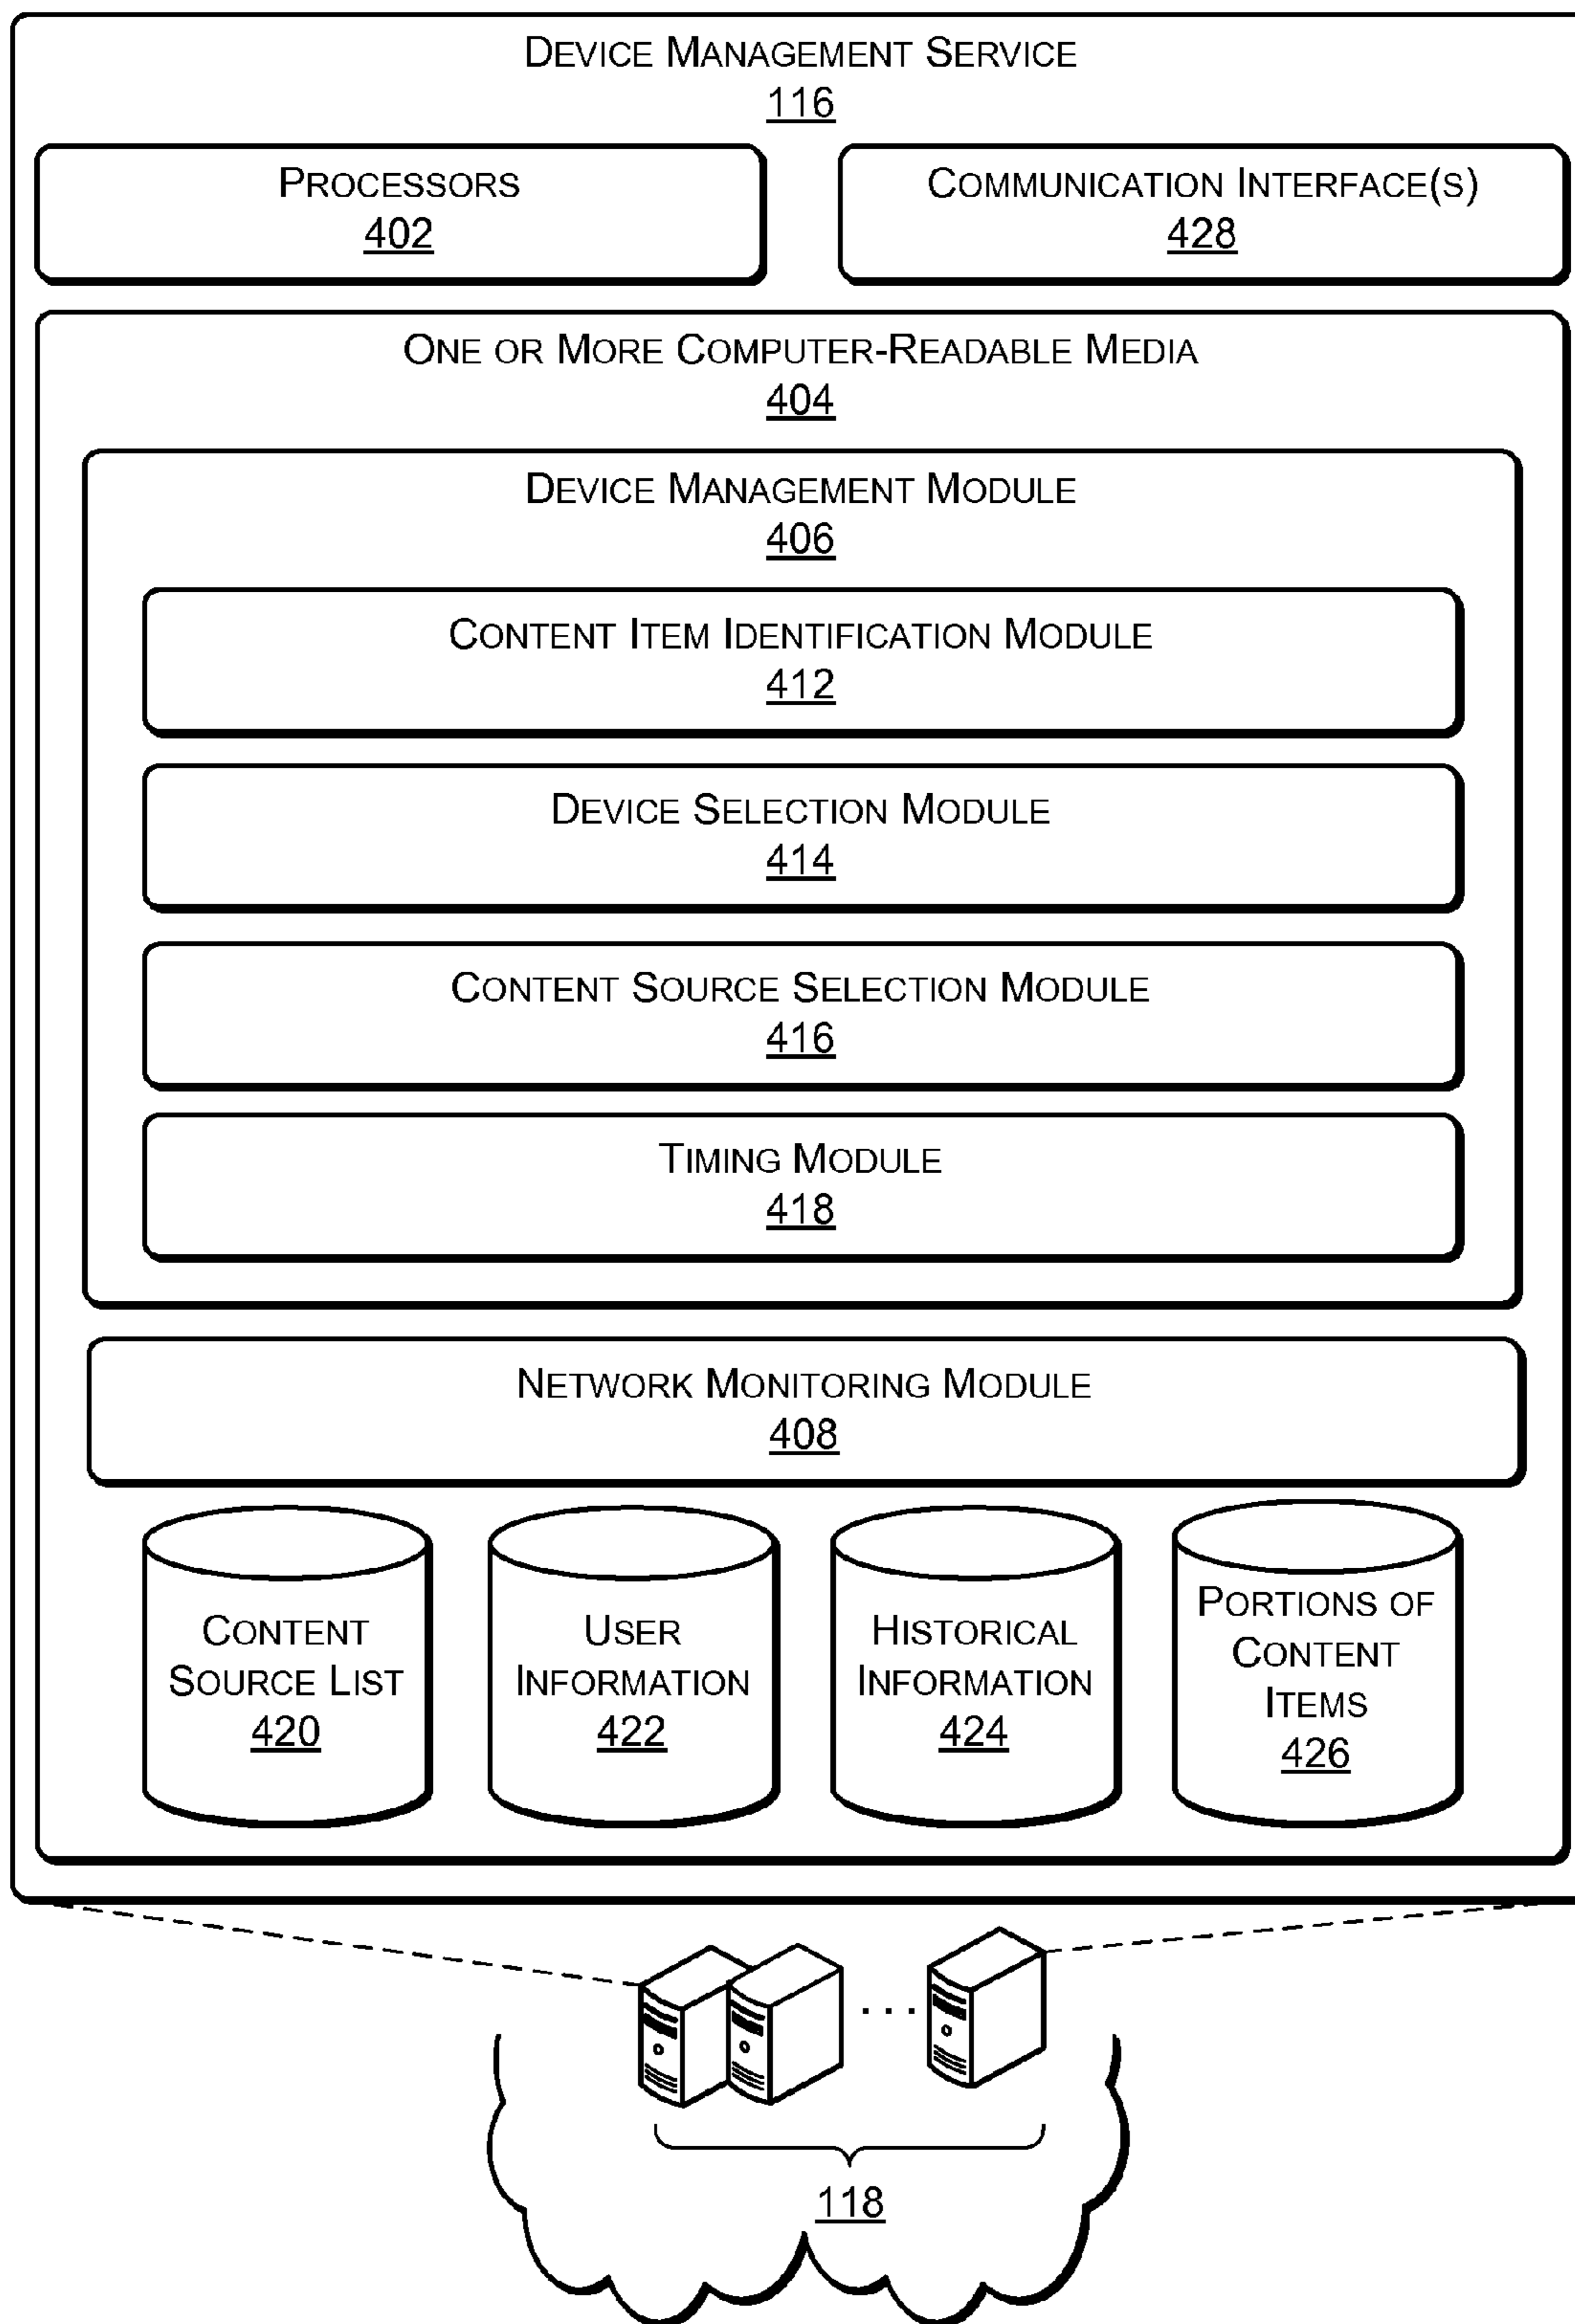 DEVICE MANAGEMENT SERVICE
116
PROCESSORS
402
COMMUNICATION INTERFACE(S)
428
ONE OR MORE COMPUTER-READABLE MEDIA
404
DEVICE MANAGEMENT MODULE
406
CONTENT ITEM IDENTIFICATION MODULE
412
DEVICE SELECTION MODULE
414
CONTENT SOURCE SELECTION MODULE
416
TIMING MODULE
418
NETWORK MONITORING MODULE
408
CONTENT
SOURCE LIST
420
USER
INFORMATION
422
HISTORICAL
INFORMATION
424
PORTIONS OF
CONTENT
ITEMS
426
...
118